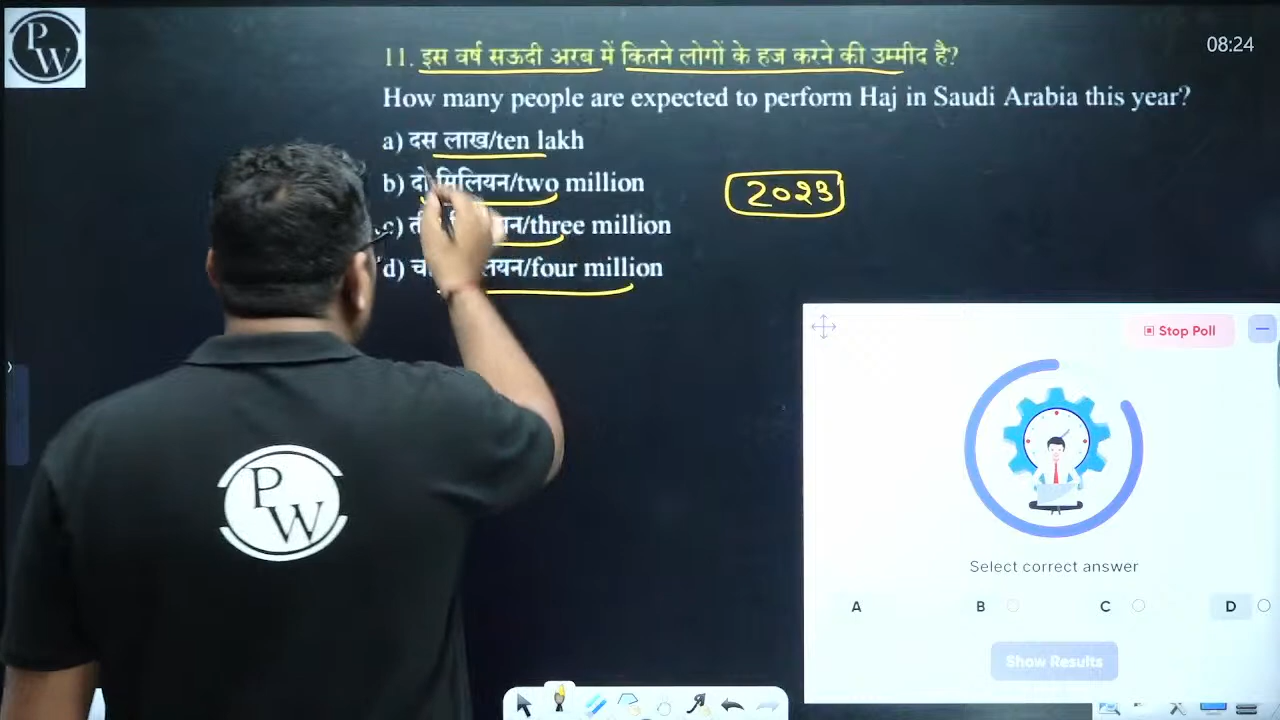 PW
08:24
11. इस वर्ष सऊदी अरब में कितने लोगों के हज करने की उम्मीद है?
How many people are expected to perform Haj in Saudi Arabia this year?
a) दस लाख/ten lakh
b) दो मिलियन/two million
2023
c) /three million
d) /four million
Stop Poll
PW
Select correct answer
A B C D
Show Results